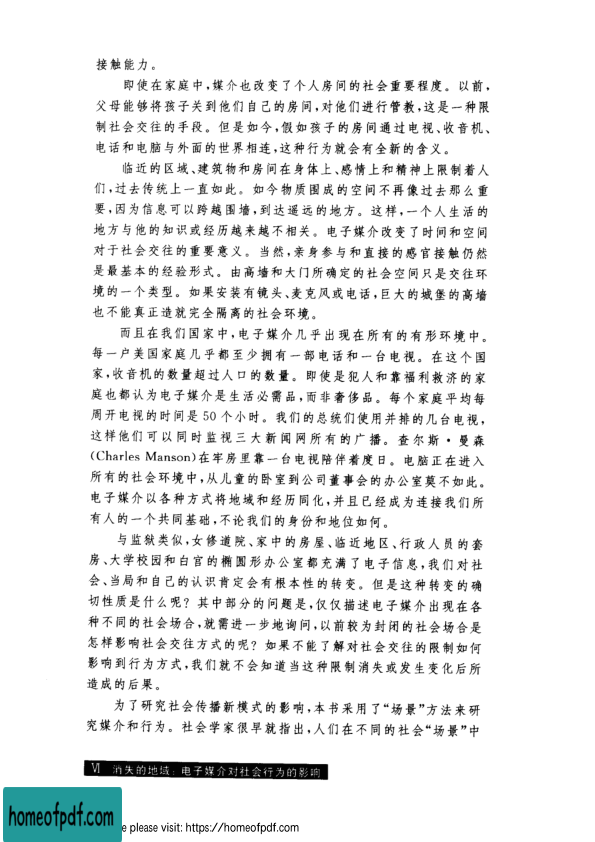 接触能力。
即使在家庭中,媒介也改变了个人房间的社会重要程度。以前,
父母能够将孩子关到他们自己的房间,对他们进行管教,这是一种限
制社会交往的手段。但是如今,假如孩子的房间通过电视、收音机、
电话和电脑与外面的世界相连,这种行为就会有全新的含义。
临近的区域、建筑物和房间在身体上、感情上和精神上限制着人
们,过去传统上一直如此。如今物质围成的空间不再像过去那么重
要,因为信息可以跨越围墙,到达遥远的地方。这样,一个人生活的
地方与他的知识或经历越来越不相关。电子媒介改变了时间和空间
对于社会交往的重要意义。当然,亲身参与和直接的感官接触仍然
是最基本的经验形式。由高墙和大门所确定的社会空间只是交往环
境的一个类型。如果安装有镜头、麦克风或电话,巨大的城堡的高墙
也不能真正造就完全隔离的社会环境。
而且在我们国家中,电子媒介几乎出现在所有的有形环境中。
每一户美国家庭几乎都至少拥有一部电话和一台电视。在这个国
家,收音机的数量超过人口的数量。即使是犯人和靠福利救济的家
庭也都认为电子媒介是生活必需品,而非奢侈品。每个家庭平均每
周开电视的时间是 50 个小时。我们的总统们使用并排的几台电视,
这样他们可以同时监视三大新闻网所有的广播。查尔斯·曼森
(Charles Manson)在牢房里靠一台电视陪伴着度日。电脑正在进入
所有的社会环境中,从儿童的卧室到公司董事会的办公室莫不如此。
电子媒介以各种方式将地域和经历同化,并且已经成为连接我们所
有人的一个共同基础,不论我们的身份和地位如何。
与监狱类似,女修道院、家中的房屋、临近地区、行政人员的套
房、大学校园和白宫的椭圆形办公室都充满了电子信息,我们对社
会、当局和自己的认识肯定会有根本性的转变。但是这种转变的确
切性质是什么呢? 其中部分的问题是,仅仅描述电子媒介出现在各
种不同的社会场合,就需进一步地询问,以前较为封闭的社会场合是
怎样影响社会交往方式的呢? 如果不能了解对社会交往的限制如何
影响到行为方式,我们就不会知道当这种限制消失或发生变化后所
造成的后果。
为了研究社会传播新模式的影响,本书采用了“场景”方法来研
究媒介和行为。社会学家很早就指出,人们在不同的社会“场景”中
Ⅵ 消失的地域:电子媒介对社会行为的影响
homeofpdf.com
e please visit: https://homeofpdf.com